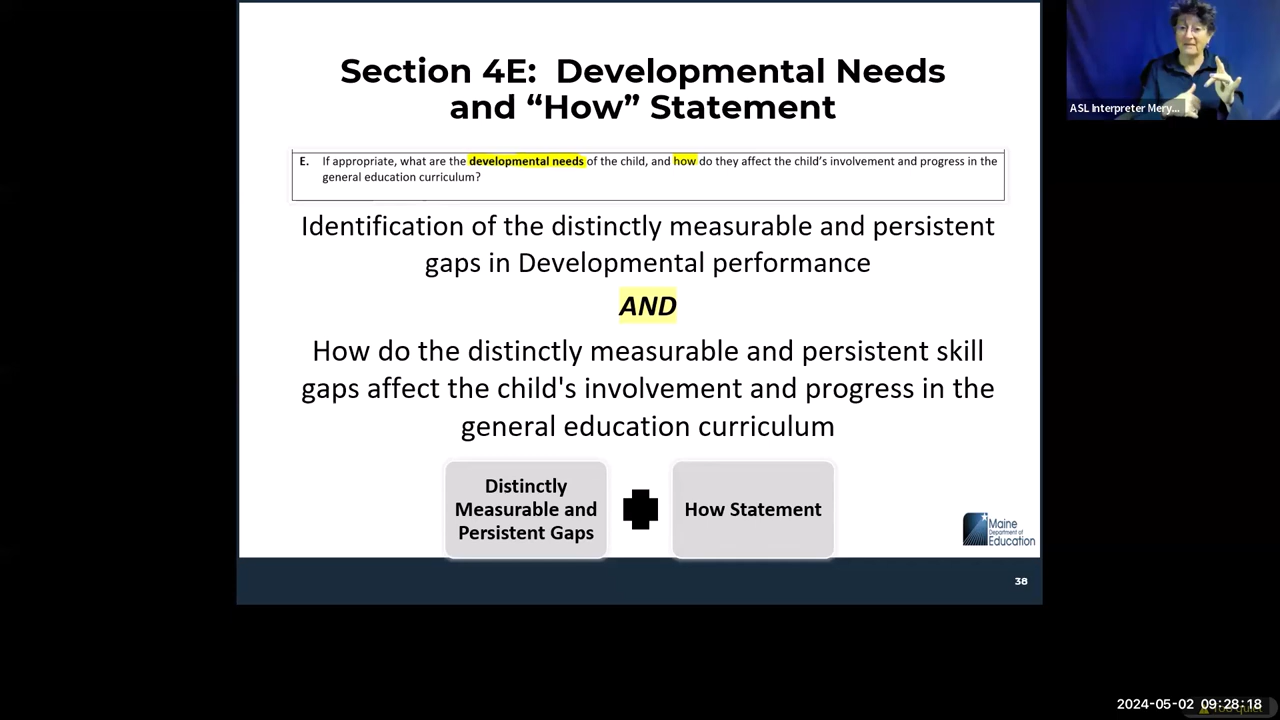 Section 4E: Developmental Needs
and “How” Statement
E. If appropriate, what are the developmental needs of the child, and how do they affect the child’s involvement and progress in the
general education curriculum?
Identification of the distinctly measurable and persistent
gaps in Developmental performance
AND
How do the distinctly measurable and persistent skill
gaps affect the child's involvement and progress in the
general education curriculum
Distinctly
Measurable and
Persistent Gaps
How Statement
Maine
Department of
Education
38
ASL Interpreter Mery...
2024-05-02 09:28:18